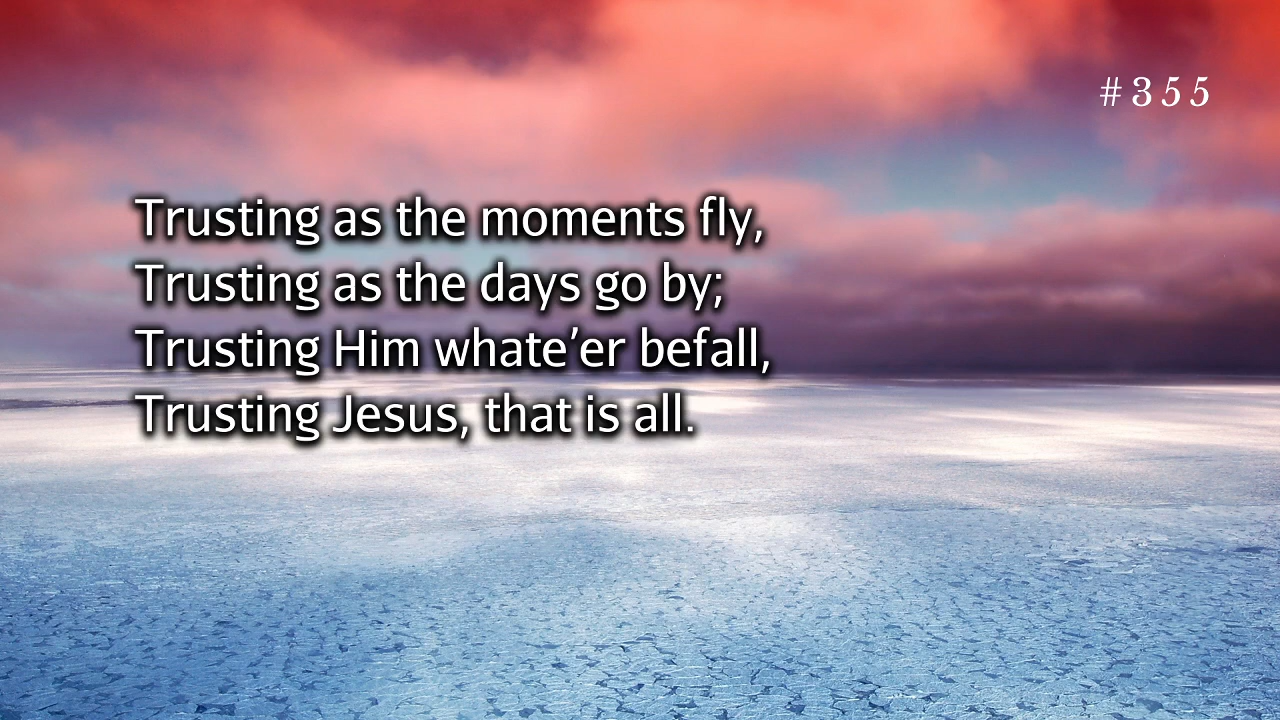 #355
Trusting as the moments fly,
Trusting as the days go by;
Trusting Him whate’er befall,
Trusting Jesus, that is all.